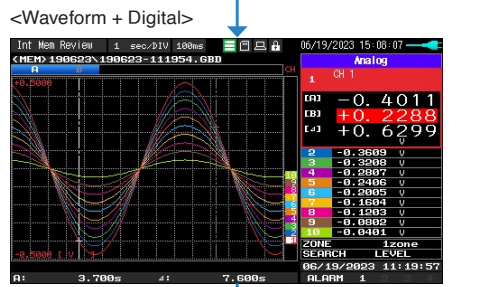 <Waveform + Digital>
Int Mem Review 1 sec/DIV 100ms 06/19/2023 15:08:07
<MEM>190623\190623-111954.GBD
A B CH
+0.5000
-0.5000 [ V ]
Analog
1 CH 1
[A] -0.4011
[B] +0.2288
[⊿] +0.6299
V
2 -0.3609 V
3 -0.3208 V
4 -0.2807 V
5 -0.2406 V
6 -0.2005 V
7 -0.1604 V
8 -0.1203 V
9 -0.0802 V
10 -0.0401 V
ZONE 1zone
SEARCH LEVEL
06/19/2023 11:19:57
A: 3.700s ⊿: 7.600s
ALARM 1